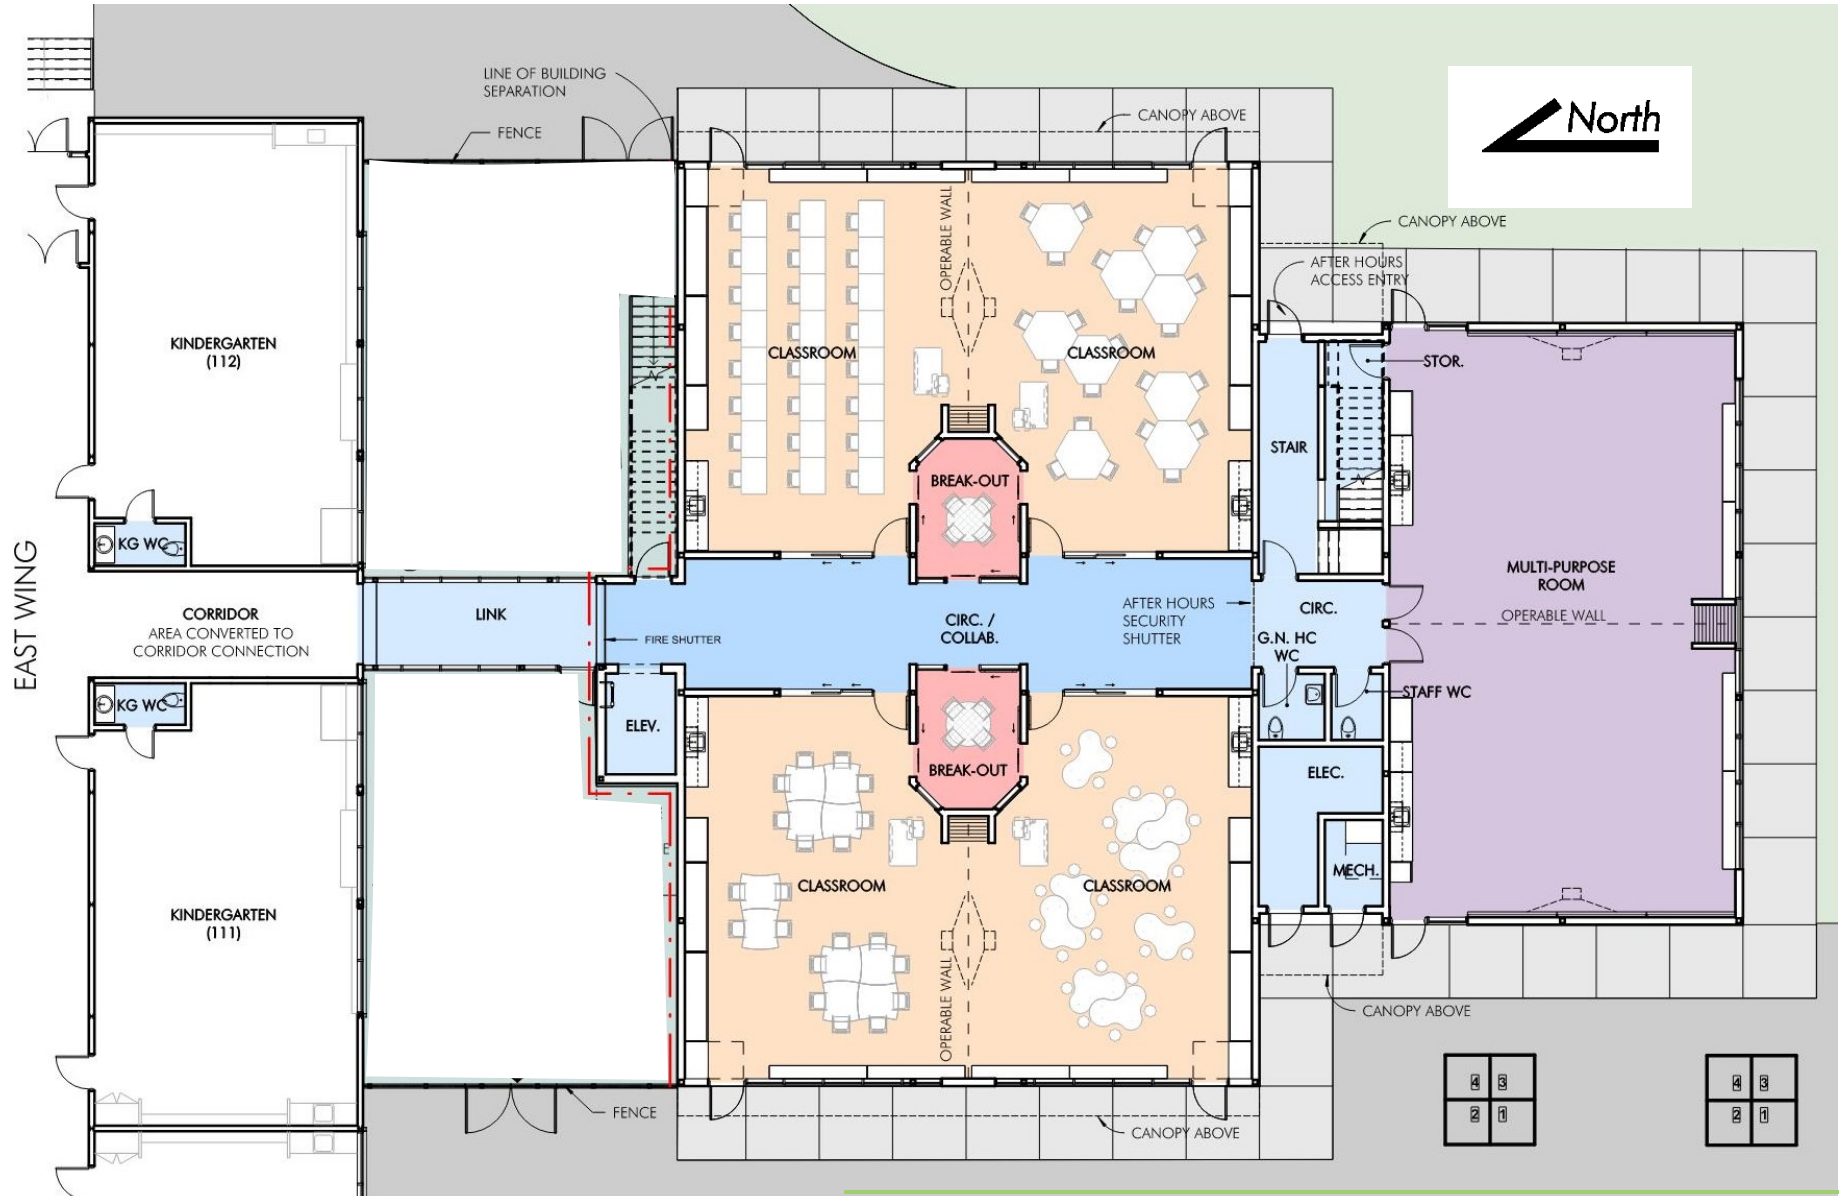 LINE OF BUILDING
SEPARATION
FENCE
CANOPY ABOVE
North
CANOPY ABOVE
AFTER HOURS
ACCESS ENTRY
OPERABLE WALL
KINDERGARTEN
(112)
CLASSROOM
CLASSROOM
STOR.
STAIR
BREAK-OUT
KG WC
EAST WING
MULTI-PURPOSE
ROOM
OPERABLE WALL
CORRIDOR
AREA CONVERTED TO
CORRIDOR CONNECTION
LINK
FIRE SHUTTER
CIRC. /
COLLAB.
AFTER HOURS
SECURITY
SHUTTER
CIRC.
G.N. HC
WC
STAFF WC
KG WC
ELEV.
BREAK-OUT
ELEC.
MECH.
CLASSROOM
CLASSROOM
KINDERGARTEN
(111)
OPERABLE WALL
CANOPY ABOVE
FENCE
CANOPY ABOVE
4 3
2 1
4 3
2 1